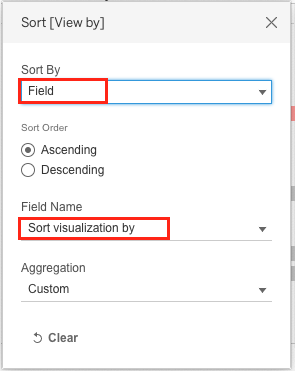 Sort [View by]
Sort By
Field
Sort Order
Ascending
Descending
Field Name
Sort visualization by
Aggregation
Custom
Clear